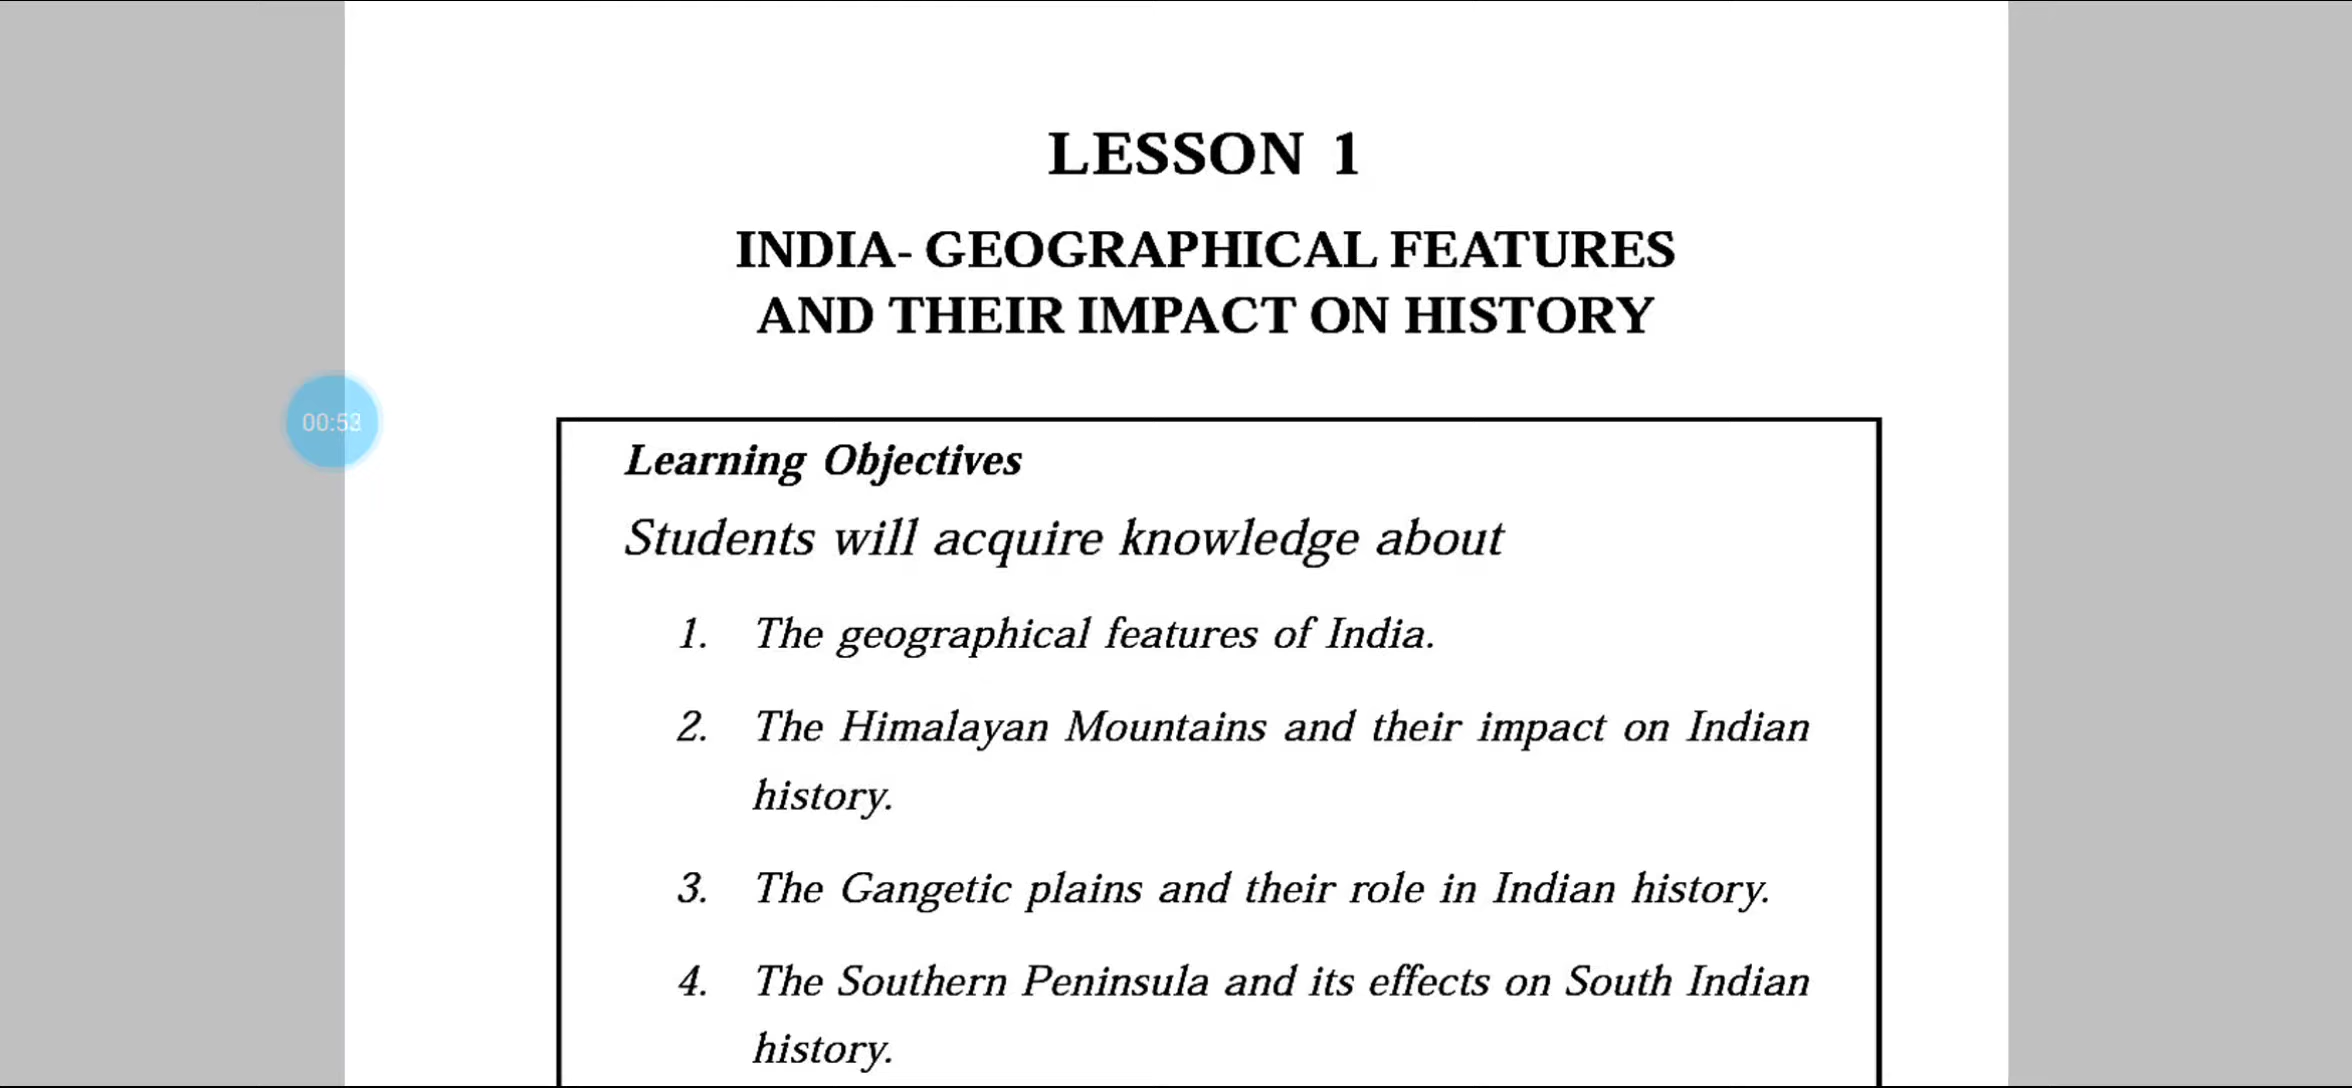 LESSON 1
INDIA- GEOGRAPHICAL FEATURES
AND THEIR IMPACT ON HISTORY
00:53
Learning Objectives
Students will acquire knowledge about
1. The geographical features of India.
2. The Himalayan Mountains and their impact on Indian
history.
3. The Gangetic plains and their role in Indian history.
4. The Southern Peninsula and its effects on South Indian
history.